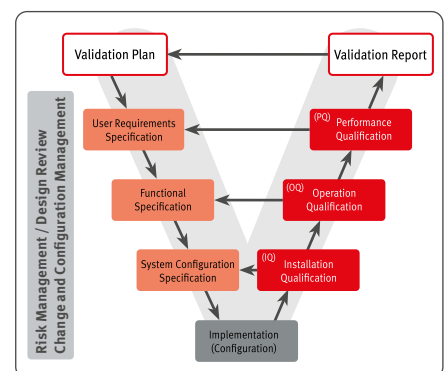 Validation Plan
Validation Report
Risk Management / Design Review
Change and Configuration Management
User Requirements
Specification
(PQ) Performance
Qualification
Functional
Specification
(OQ) Operation
Qualification
System Configuration
Specification
(IQ) Installation
Qualification
Implementation
(Configuration)